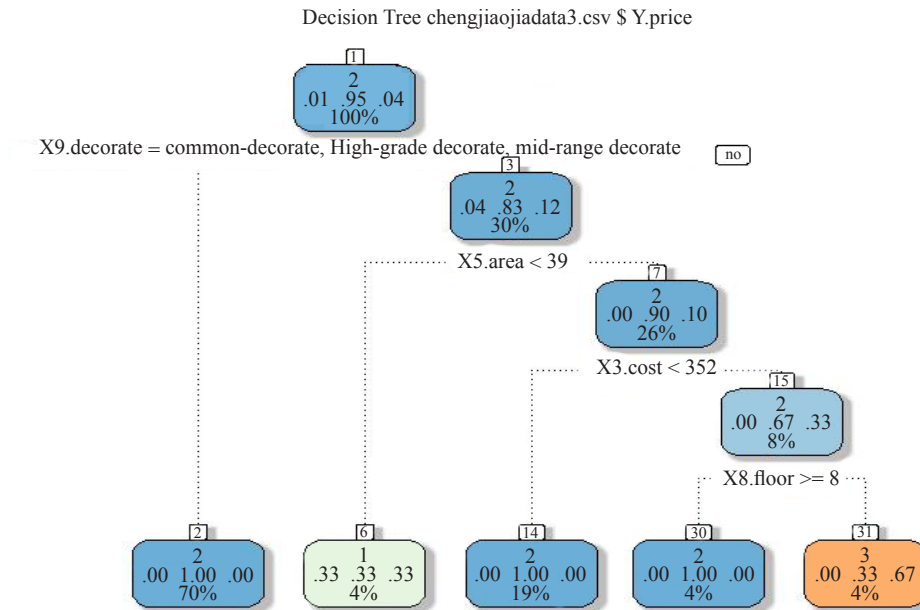 Decision Tree chengjiaojiadata3.csv $ Y.price
1
2
.01 .95 .04
100%
X9.decorate = common-decorate, High-grade decorate, mid-range decorate
no
3
2
.04 .83 .12
30%
X5.area < 39
7
2
.00 .90 .10
26%
X3.cost < 352
15
2
.00 .67 .33
8%
X8.floor >= 8
2
2
.00 1.00 .00
70%
6
1
.33 .33 .33
4%
14
2
.00 1.00 .00
19%
30
2
.00 1.00 .00
4%
31
3
.00 .33 .67
4%